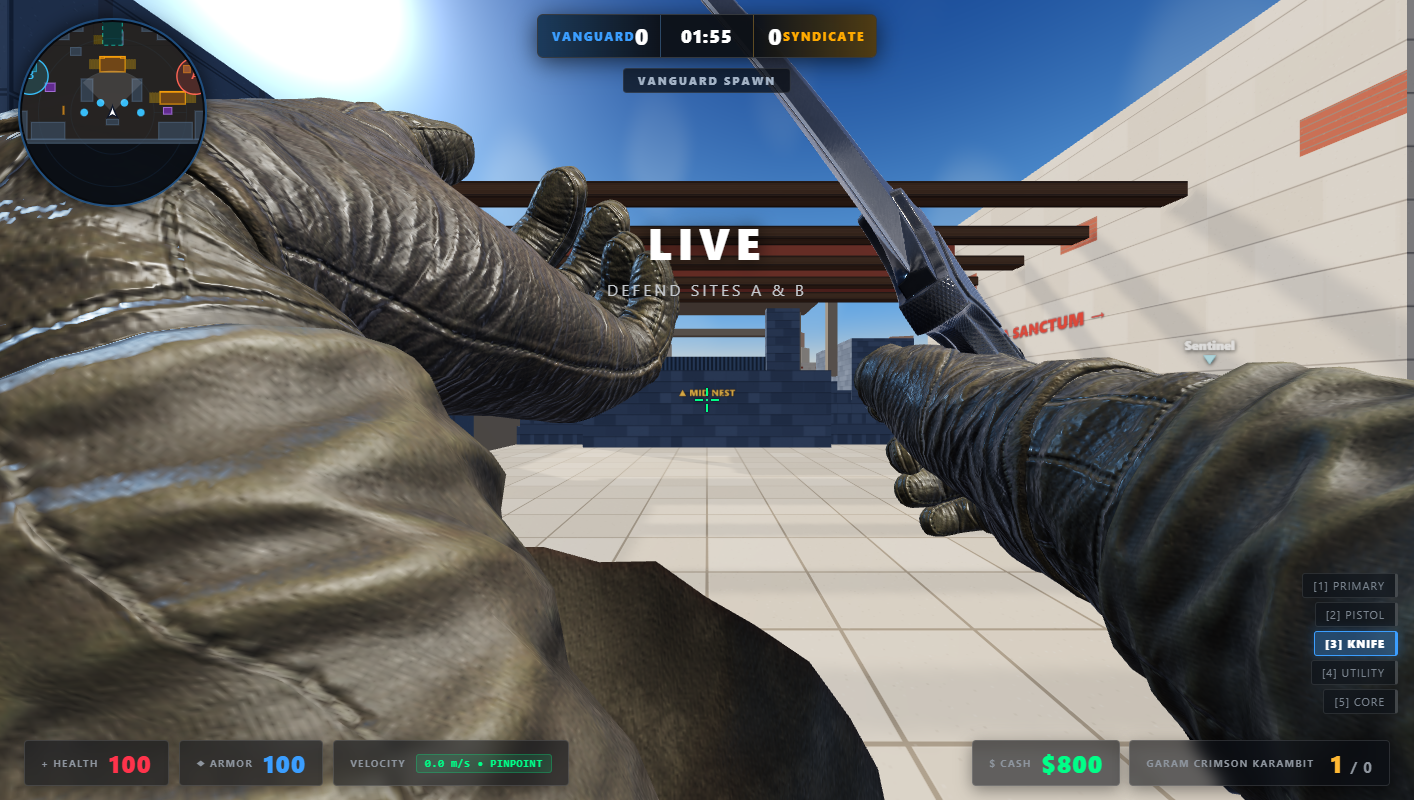 VANGUARD 0 01:55 0 SYNDICATE
VANGUARD SPAWN
LIVE
DEFEND SITES A & B
SANCTUM →
Sentinel
▲ MID NEST
[1] PRIMARY
[2] PISTOL
[3] KNIFE
[4] UTILITY
[5] CORE
+ HEALTH 100
◆ ARMOR 100
VELOCITY 0.0 m/s • PINPOINT
$ CASH $800
GARAM CRIMSON KARAMBIT 1 / 0